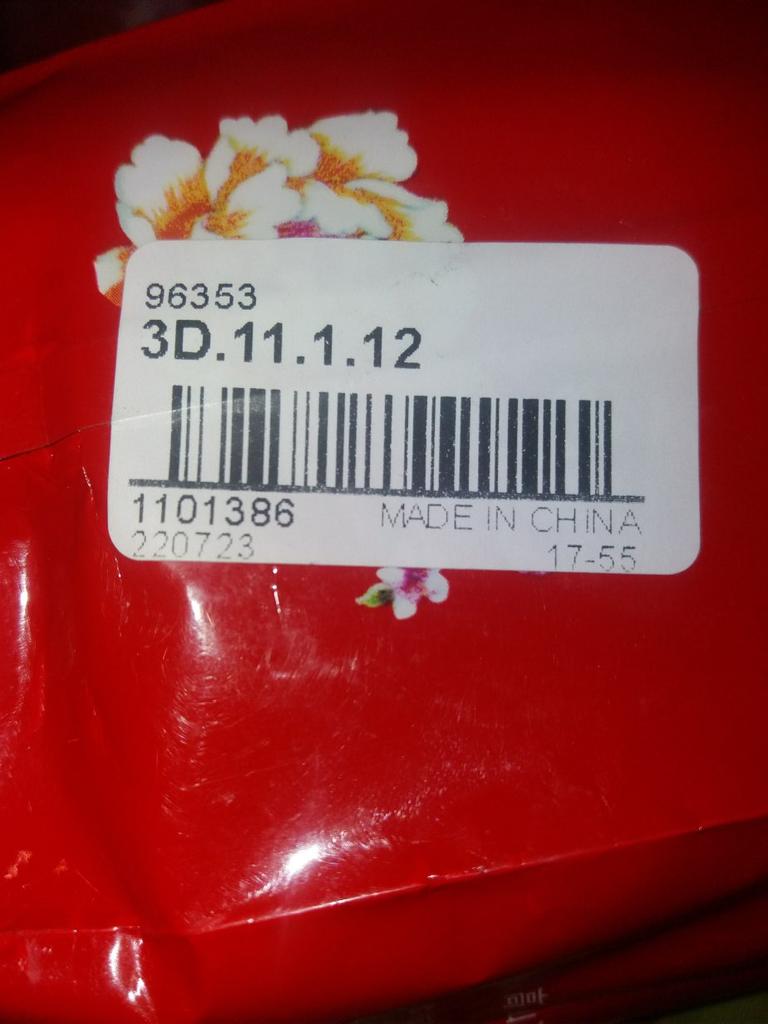 96353
3D.11.1.12
1101386 MADE IN CHINA
220723 17-55